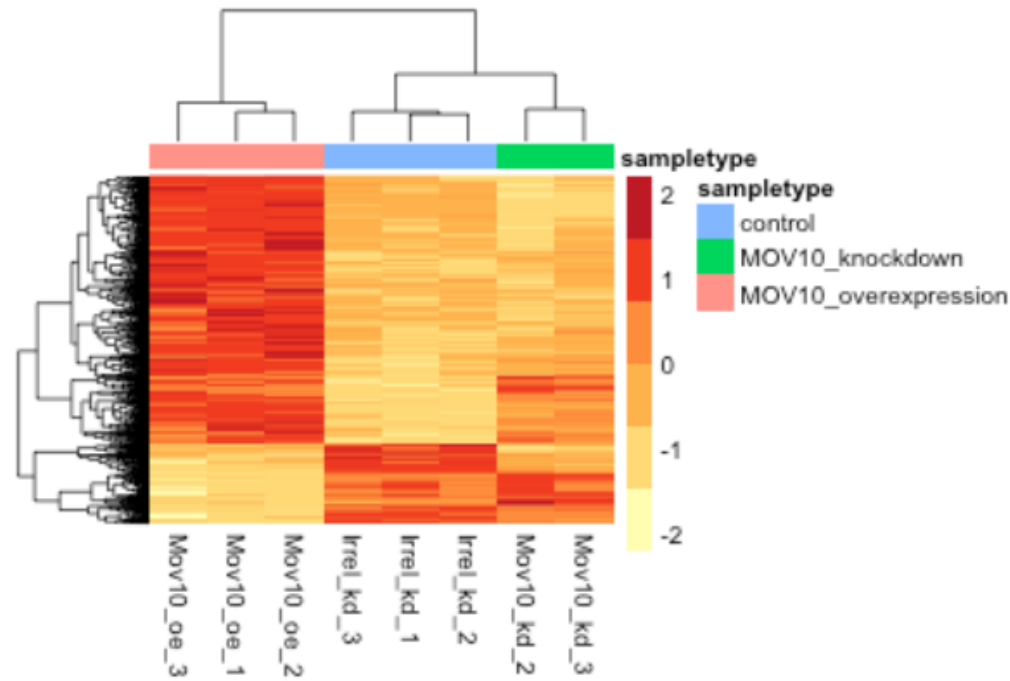 sampletype
2
1
0
-1
-2
sampletype
control
MOV10_knockdown
MOV10_overexpression
Mov10_oe_3
Mov10_oe_1
Mov10_oe_2
Irrel_kd_3
Irrel_kd_1
Irrel_kd_2
Mov10_kd_2
Mov10_kd_3